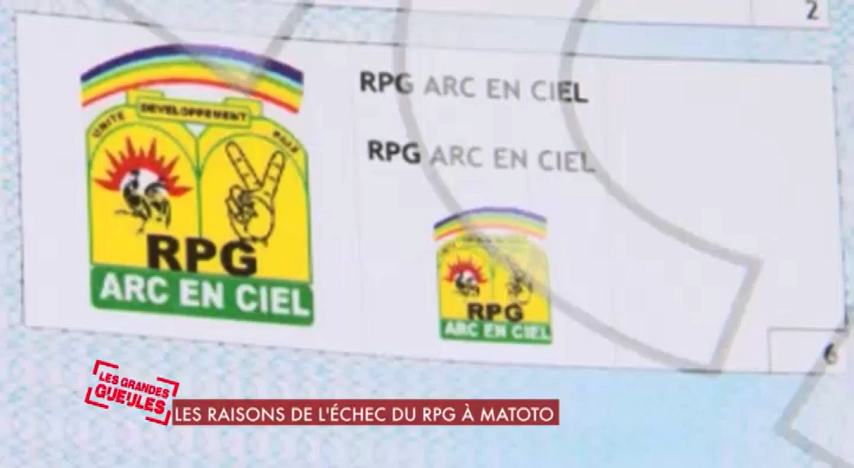 2
UNITE DEVELOPPEMENT PAIX
RPG
ARC EN CIEL
RPG ARC EN CIEL
RPG ARC EN CIEL
RPG
ARC EN CIEL
6
LES GRANDES
GUEULES
LES RAISONS DE L'ÉCHEC DU RPG À MATOTO